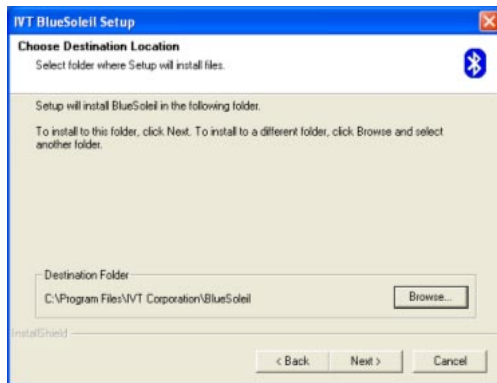 IVT BlueSoleil Setup
Choose Destination Location
Select folder where Setup will install files.
Setup will install BlueSoleil in the following folder.
To install to this folder, click Next. To install to a different folder, click Browse and select
another folder.
Destination Folder
C:\Program Files\IVT Corporation\BlueSoleil
Browse...
InstallShield
< Back
Next >
Cancel